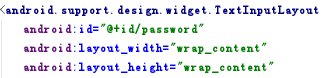 <android.support.design.widget.TextInputLayout
android:id="@+id/password"
android:layout_width="wrap_content"
android:layout_height="wrap_content"